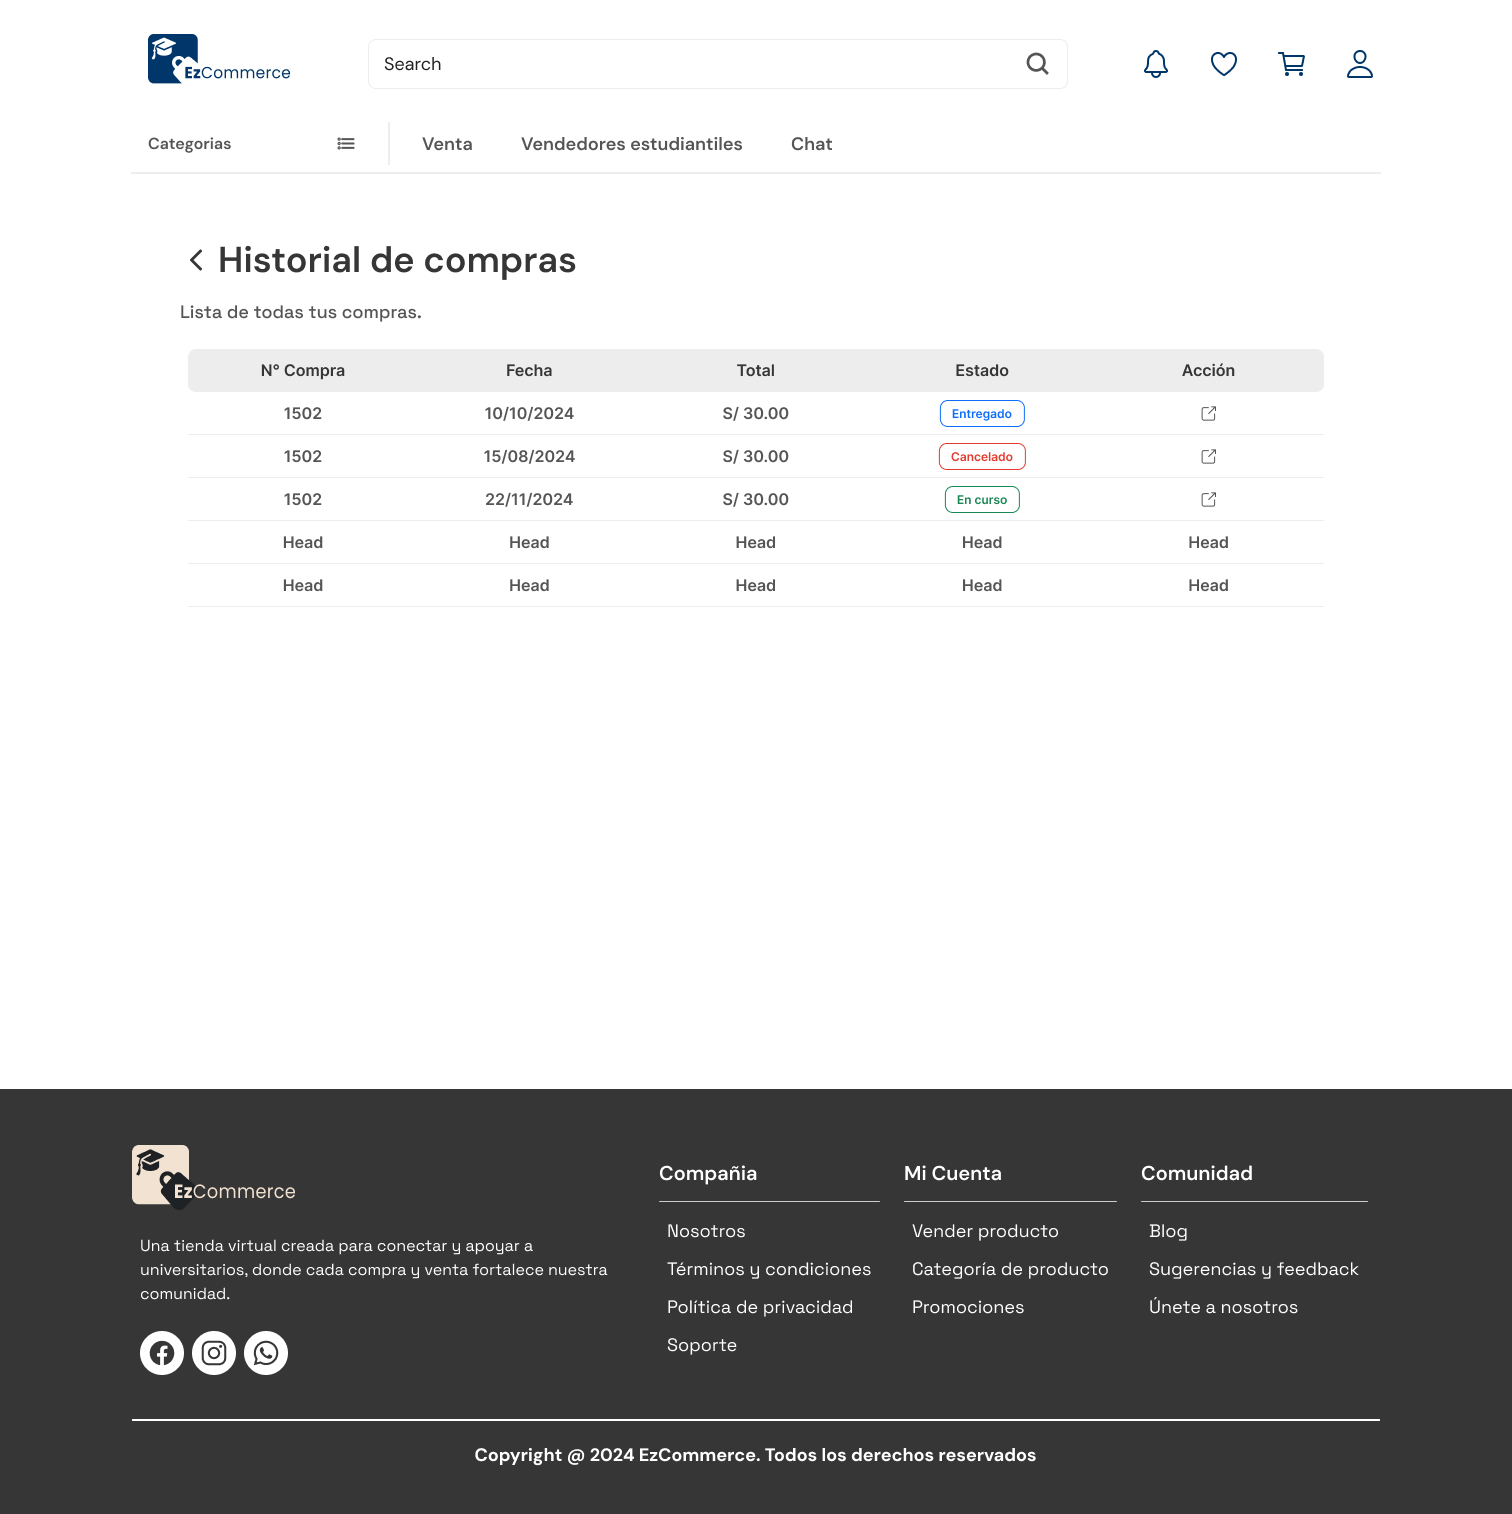 EzCommerce
Search
Categorias
Venta
Vendedores estudiantiles
Chat
Historial de compras
Lista de todas tus compras.
N° Compra Fecha Total Estado Acción
1502 10/10/2024 S/ 30.00 Entregado
1502 15/08/2024 S/ 30.00 Cancelado
1502 22/11/2024 S/ 30.00 En curso
Head Head Head Head Head
Head Head Head Head Head
EzCommerce
Una tienda virtual creada para conectar y apoyar a
universitarios, donde cada compra y venta fortalece nuestra
comunidad.
Compañia
Nosotros
Términos y condiciones
Política de privacidad
Soporte
Mi Cuenta
Vender producto
Categoría de producto
Promociones
Comunidad
Blog
Sugerencias y feedback
Únete a nosotros
Copyright @ 2024 EzCommerce. Todos los derechos reservados